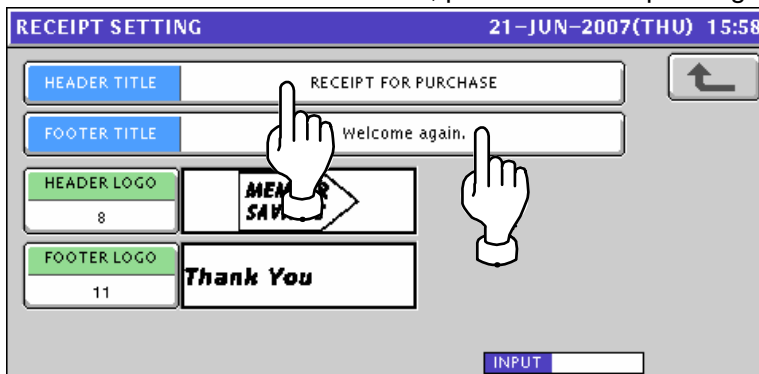 RECEIPT SETTING 21-JUN-2007(THU) 15:58
HEADER TITLE RECEIPT FOR PURCHASE
FOOTER TITLE Welcome again.
HEADER LOGO
8
FOOTER LOGO
11
Thank You
INPUT